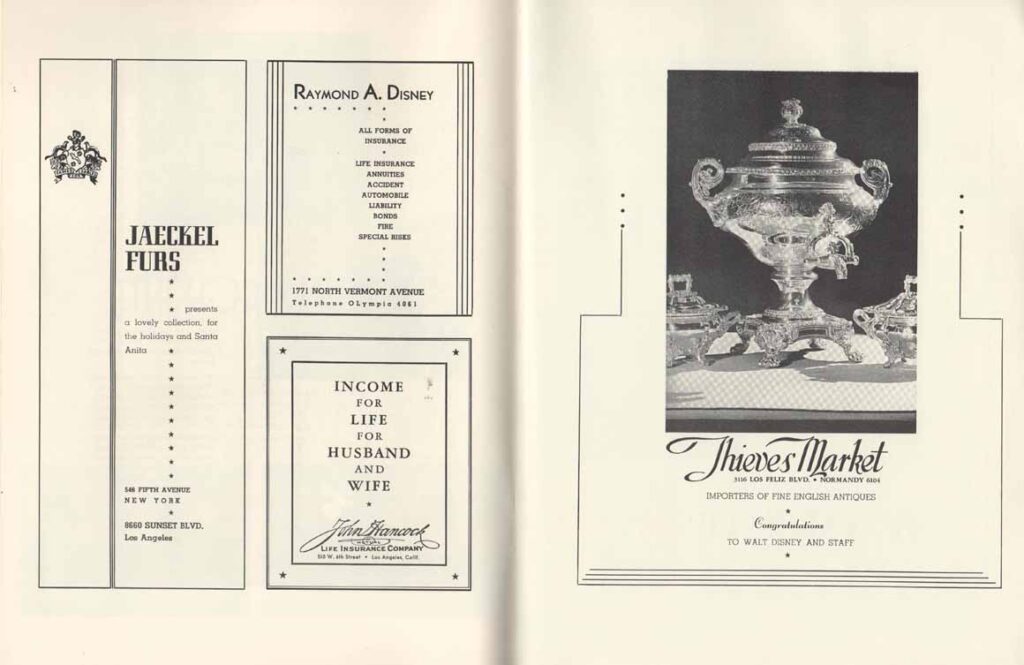 JAECKEL
FURS
presents
a lovely collection, for
the holidays and Santa
Anita
546 FIFTH AVENUE
NEW YORK
8660 SUNSET BLVD.
Los Angeles
RAYMOND A. DISNEY
ALL FORMS OF
INSURANCE
LIFE INSURANCE
ANNUITIES
ACCIDENT
AUTOMOBILE
LIABILITY
BONDS
FIRE
SPECIAL RISKS
1771 NORTH VERMONT AVENUE
Telephone OLympia 4061
INCOME
FOR
LIFE
FOR
HUSBAND
AND
WIFE
John Hancock
MUTUAL
LIFE INSURANCE COMPANY
510 W. 6th Street • Los Angeles, Calif.
Thieves Market
3116 LOS FELIZ BLVD. • NORMANDY 6104
IMPORTERS OF FINE ENGLISH ANTIQUES
Congratulations
TO WALT DISNEY AND STAFF